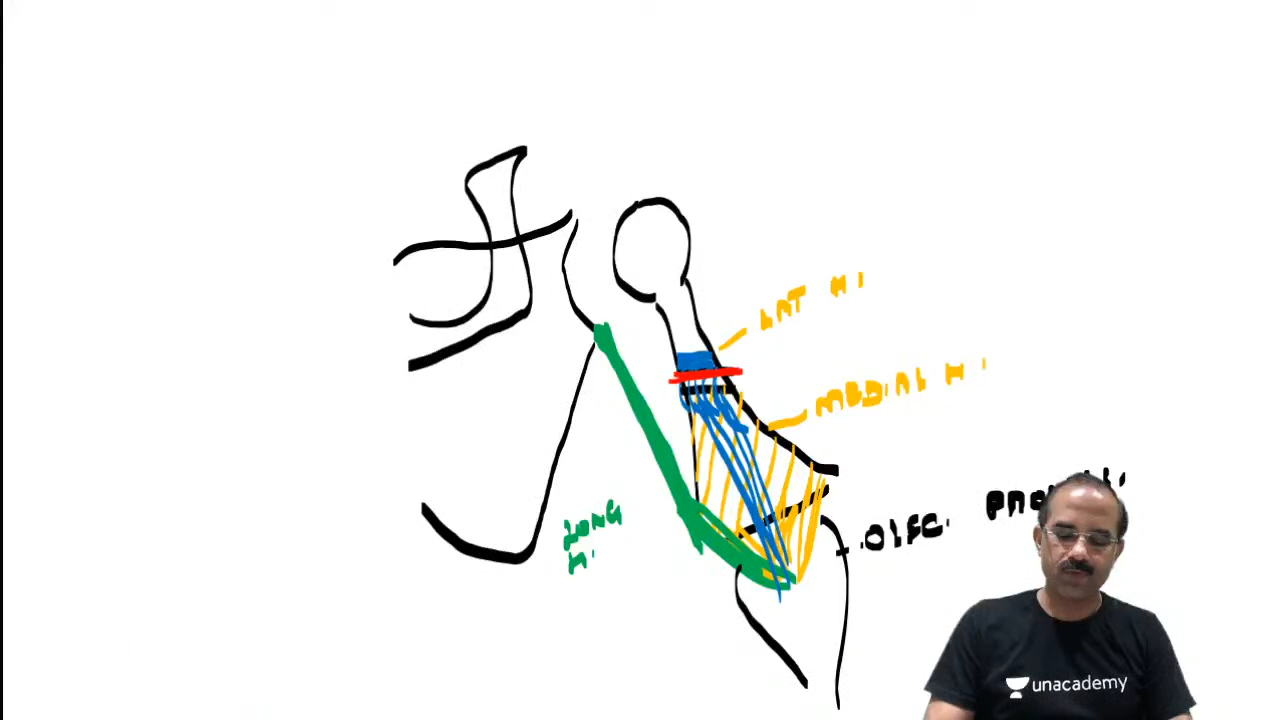 LAT H.
MEDIAL H.
OLEC.
LONG
H.
unacademy